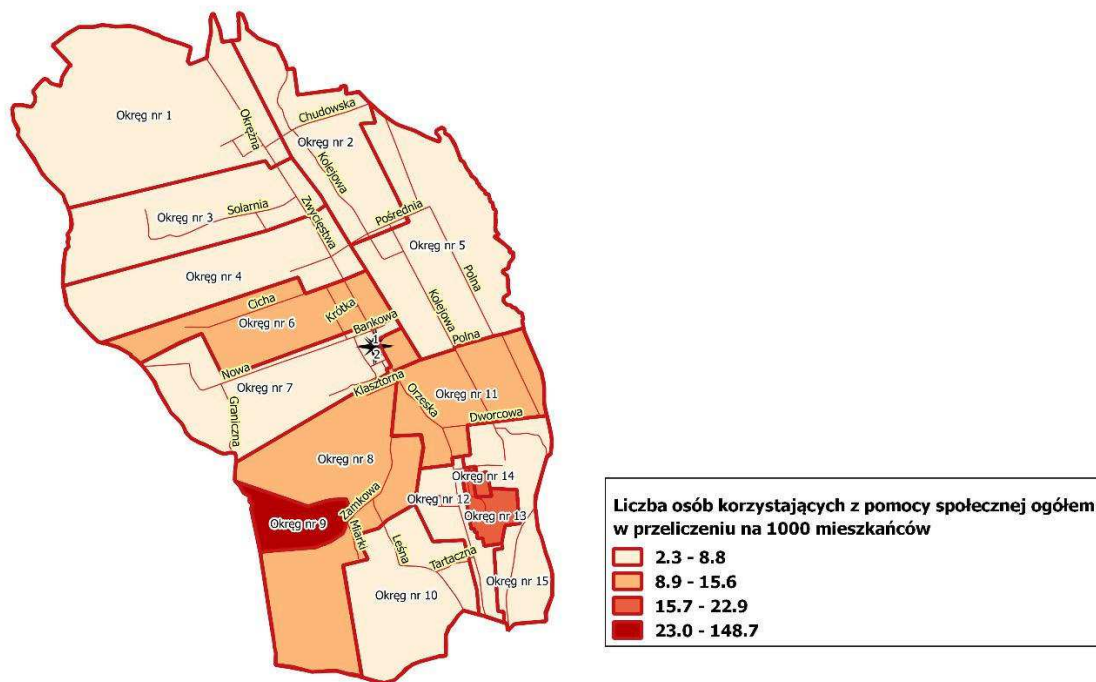 Okręg nr 1
Okrężna
Chudowska
Okręg nr 2
Kolejowa
Okręg nr 3
Solarnia
Zwycięstwa
Pośrednia
Okręg nr 5
Okręg nr 4
Polna
Cicha
Okręg nr 6
Krótka
Bankowa
Kolejowa
Polna
1
2
Nowa
Okręg nr 7
Klasztorna
Orzeska
Okręg nr 11
Graniczna
Dworcowa
Okręg nr 8
Okręg nr 14
Okręg nr 12
Zamkowa
Okręg nr 9
Okręg nr 13
Miarki
Leśna
Tartaczna
Okręg nr 15
Okręg nr 10
Liczba osób korzystających z pomocy społecznej ogółem
w przeliczeniu na 1000 mieszkańców
2.3 - 8.8
8.9 - 15.6
15.7 - 22.9
23.0 - 148.7